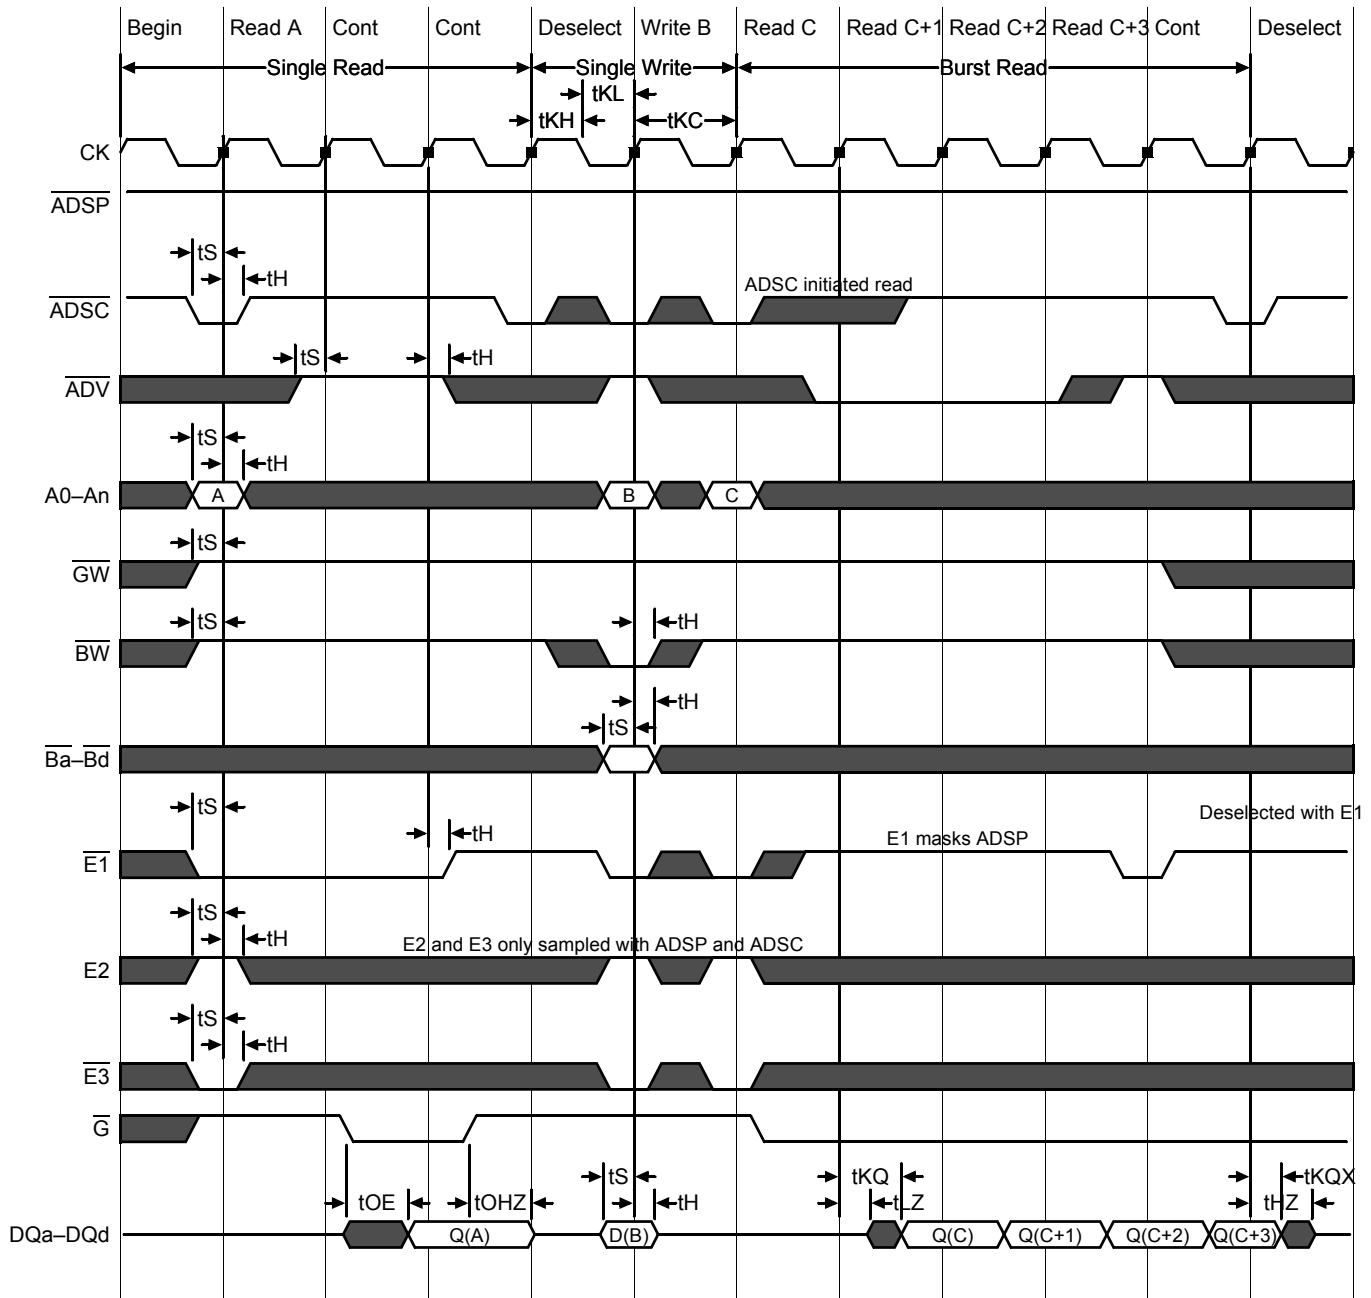 Begin Read A Cont Cont Deselect Write B Read C Read C+1 Read C+2 Read C+3 Cont Deselect
Single Read Single Write Burst Read
tKL
tKH tKC
CK
ADSP
tS
tH
ADSC initiated read
ADSC
tS tH
ADV
tS
tH
A0–An A B C
tS
GW
tS tH
BW
tH
tS
Ba–Bd
tS Deselected with E1
tH E1 masks ADSP
E1
tS
tH E2 and E3 only sampled with ADSP and ADSC
E2
tS
tH
E3
G
tS tKQ tKQX
tOE tOHZ tH tLZ tHZ
DQa–DQd Q(A) D(B) Q(C) Q(C+1) Q(C+2) Q(C+3)